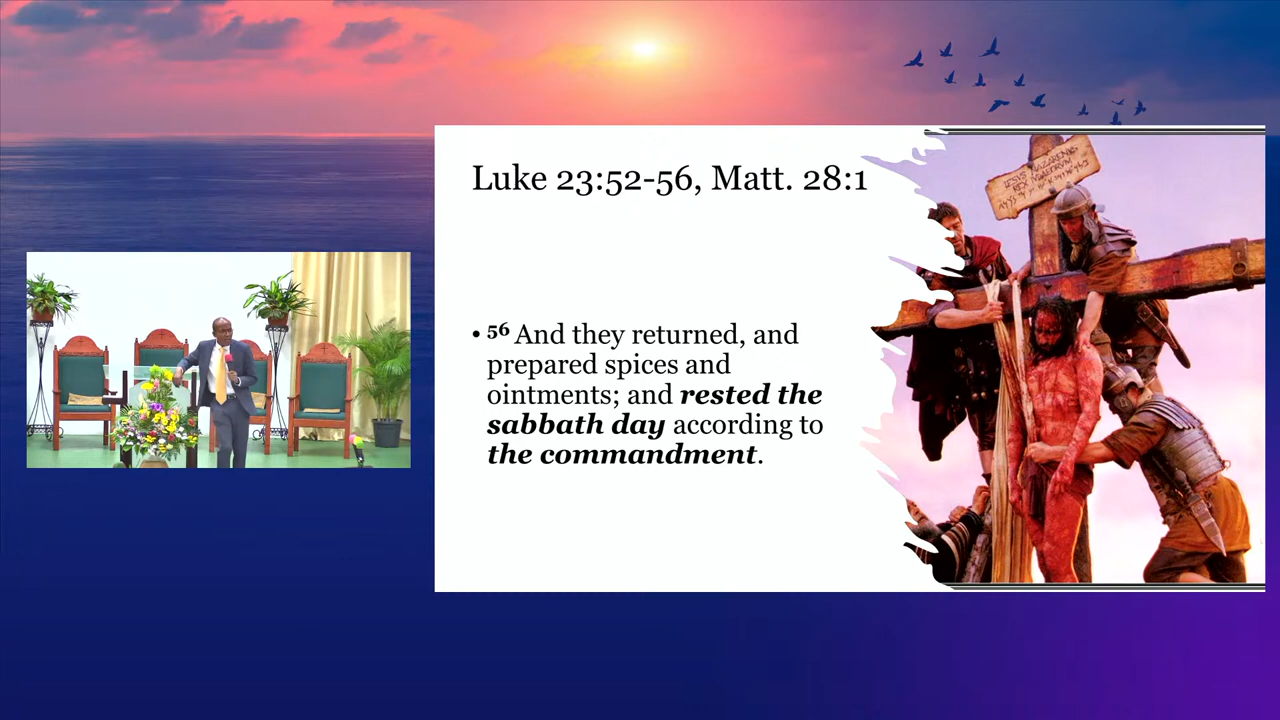 Luke 23:52-56, Matt. 28:1
• 56 And they returned, and
prepared spices and
ointments; and rested the
sabbath day according to
the commandment.